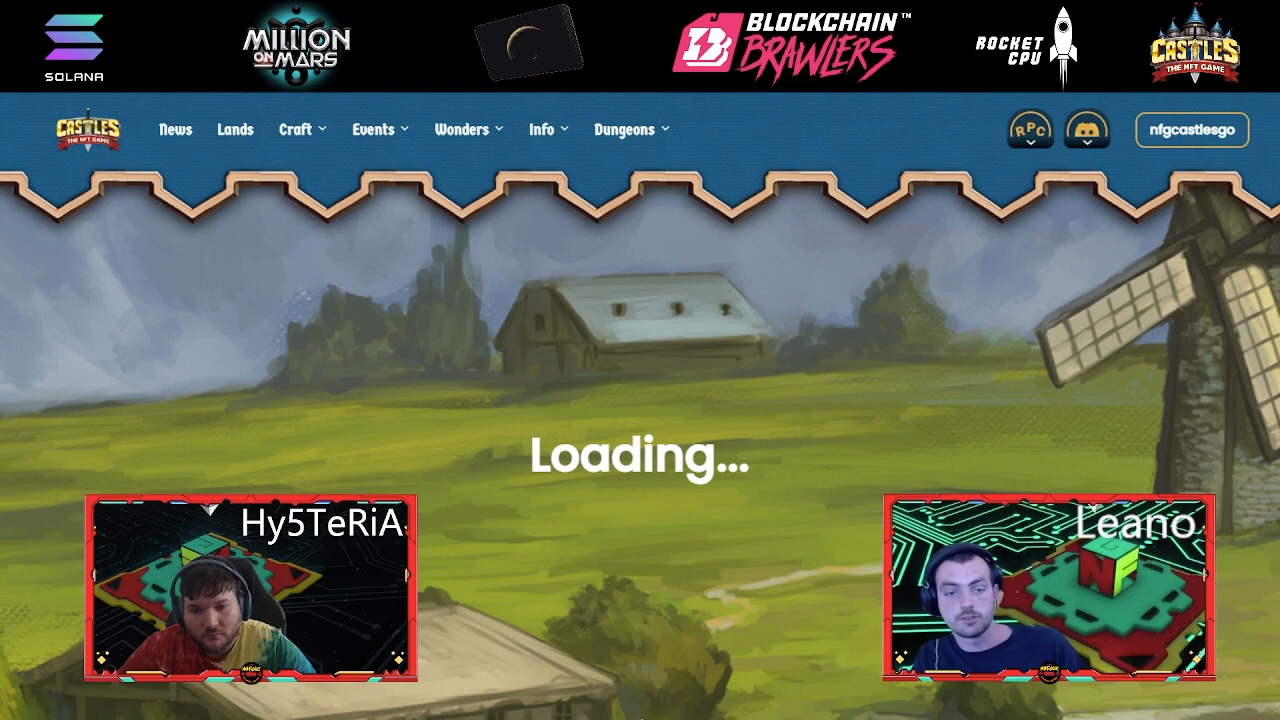 SOLANA
MILLION
ON MARS
BLOCKCHAIN™
BRAWLERS
ROCKET
CPU
CASTLES
THE NFT GAME
CASTLES
THE NFT GAME
News
Lands
Craft
Events
Wonders
Info
Dungeons
RPC
nfgcastlesgo
Loading...
Hy5TeRiA
Leano
NF